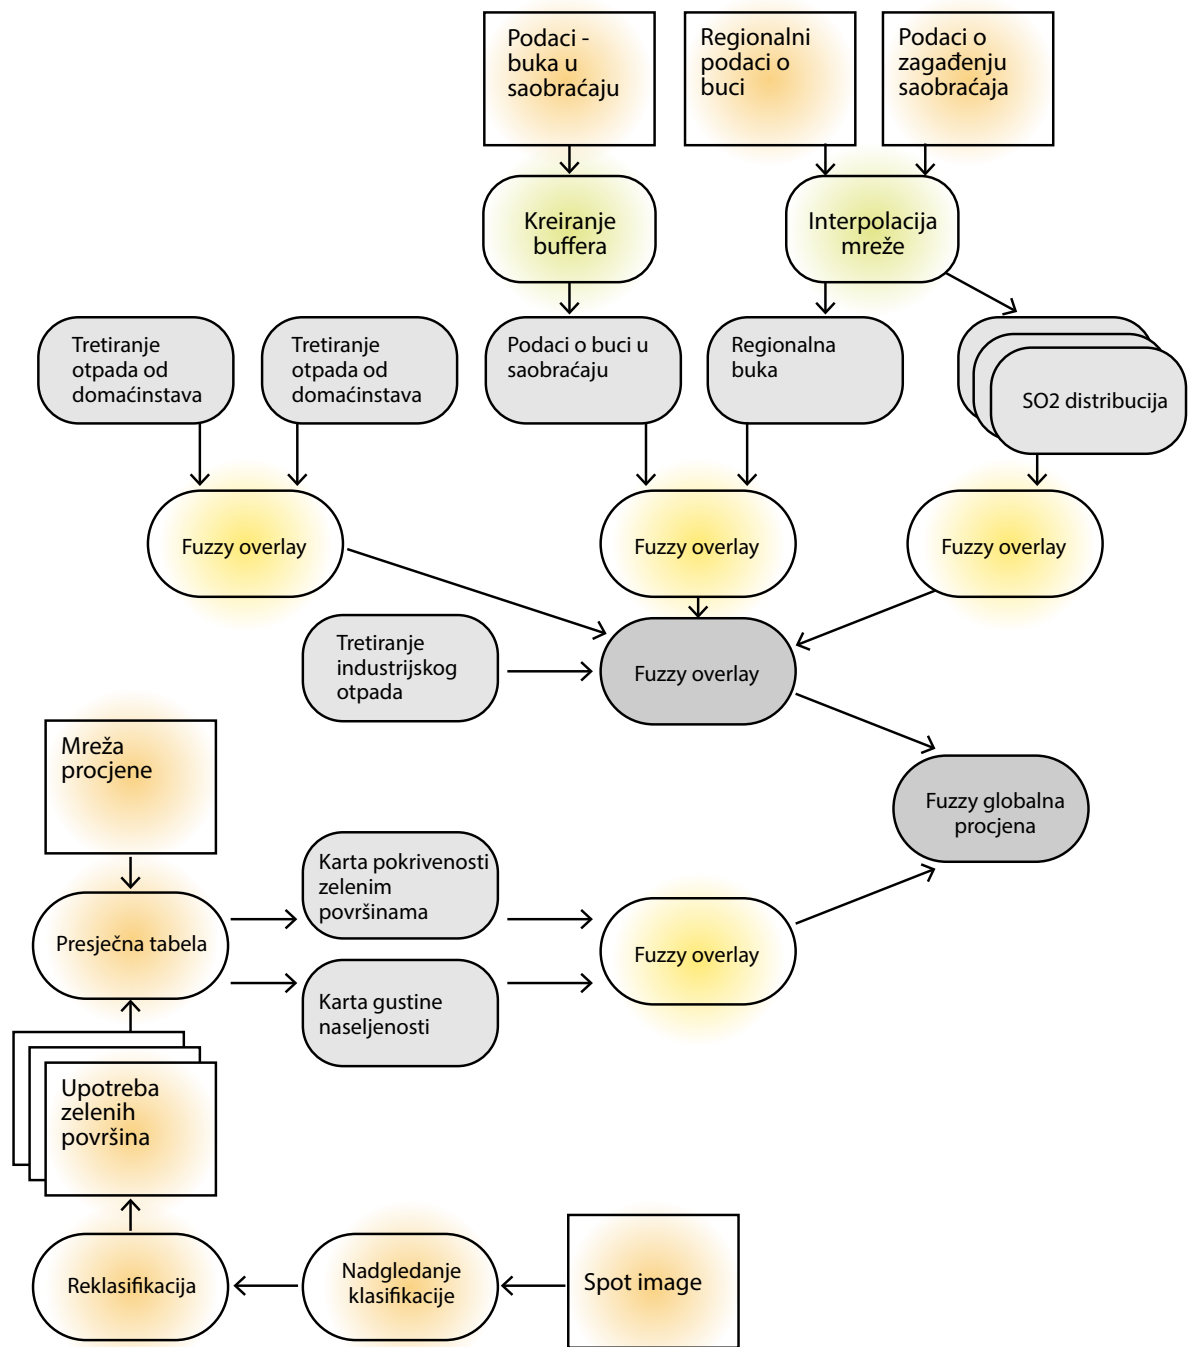 Podaci -
buka u
saobraćaju
Regionalni
podaci o
buci
Podaci o
zagađenju
saobraćaja
Kreiranje
buffera
Interpolacija
mreže
Tretiranje
otpada od
domaćinstava
Tretiranje
otpada od
domaćinstava
Podaci o buci u
saobraćaju
Regionalna
buka
SO2 distribucija
Fuzzy overlay
Fuzzy overlay
Fuzzy overlay
Tretiranje
industrijskog
otpada
Fuzzy overlay
Mreža
procjene
Fuzzy globalna
procjena
Karta pokrivenosti
zelenim
površinama
Presječna tabela
Fuzzy overlay
Karta gustine
naseljenosti
Upotreba
zelenih
površina
Reklasifikacija
Nadgledanje
klasifikacije
Spot image